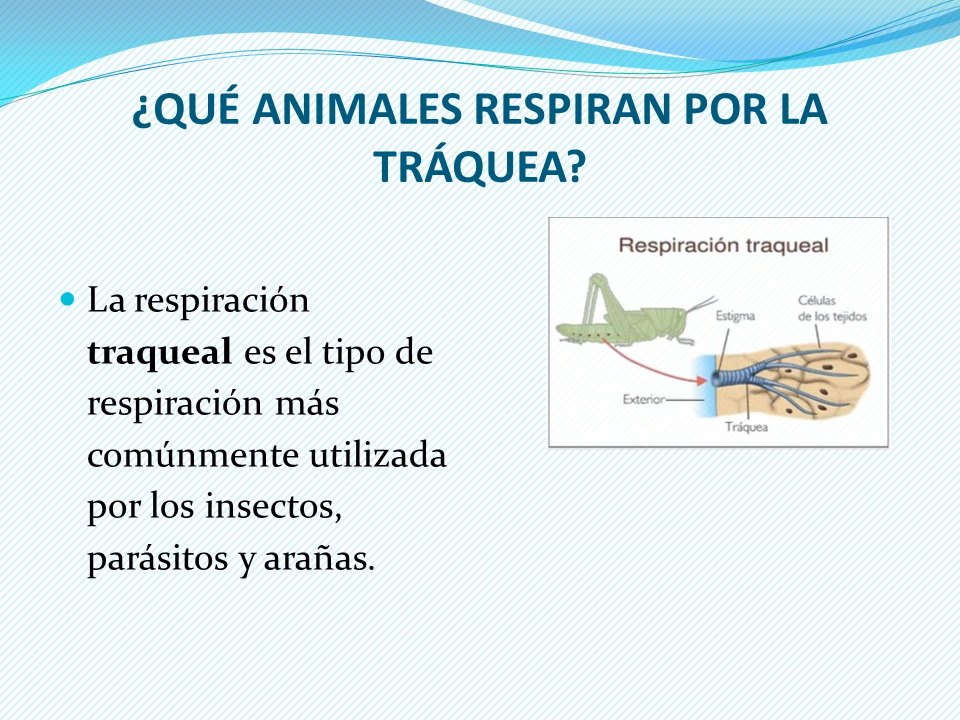 ¿QUÉ ANIMALES RESPIRAN POR LA
TRÁQUEA?
La respiración
traqueal es el tipo de
respiración más
comúnmente utilizada
por los insectos,
parásitos y arañas.
Respiración traqueal
Estigma
Células
de los tejidos
Exterior
Tráquea